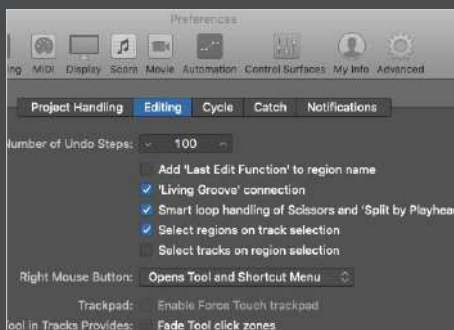 Preferences
ing MIDI Display Score Movie Automation Control Surfaces My Info Advanced
Project Handling Editing Cycle Catch Notifications
Number of Undo Steps: 100
Add 'Last Edit Function' to region name
'Living Groove' connection
Smart loop handling of Scissors and 'Split by Playhea
Select regions on track selection
Select tracks on region selection
Right Mouse Button: Opens Tool and Shortcut Menu
Trackpad: Enable Force Touch trackpad
Tool in Tracks Provides: Fade Tool click zones